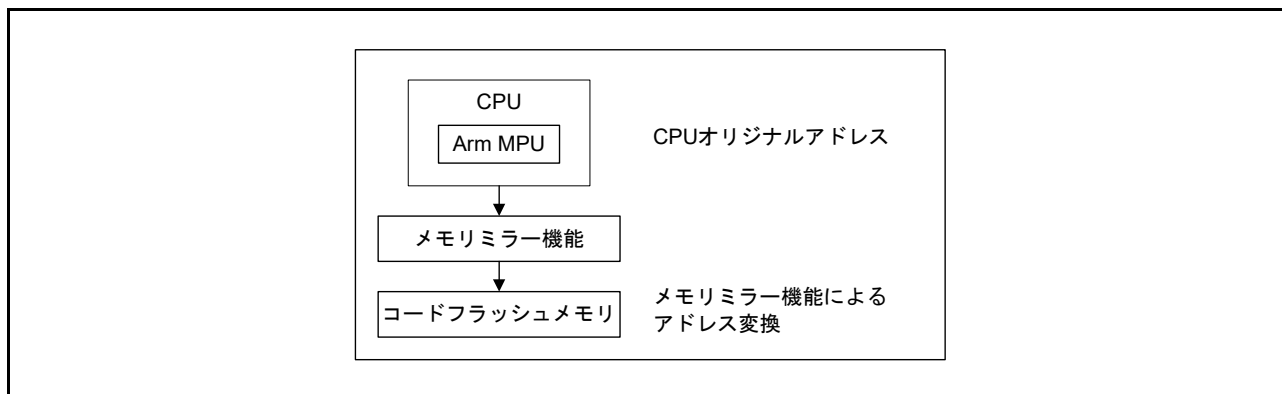 CPU
Arm MPU
CPUオリジナルアドレス
メモリミラー機能
コードフラッシュメモリ
メモリミラー機能による
アドレス変換